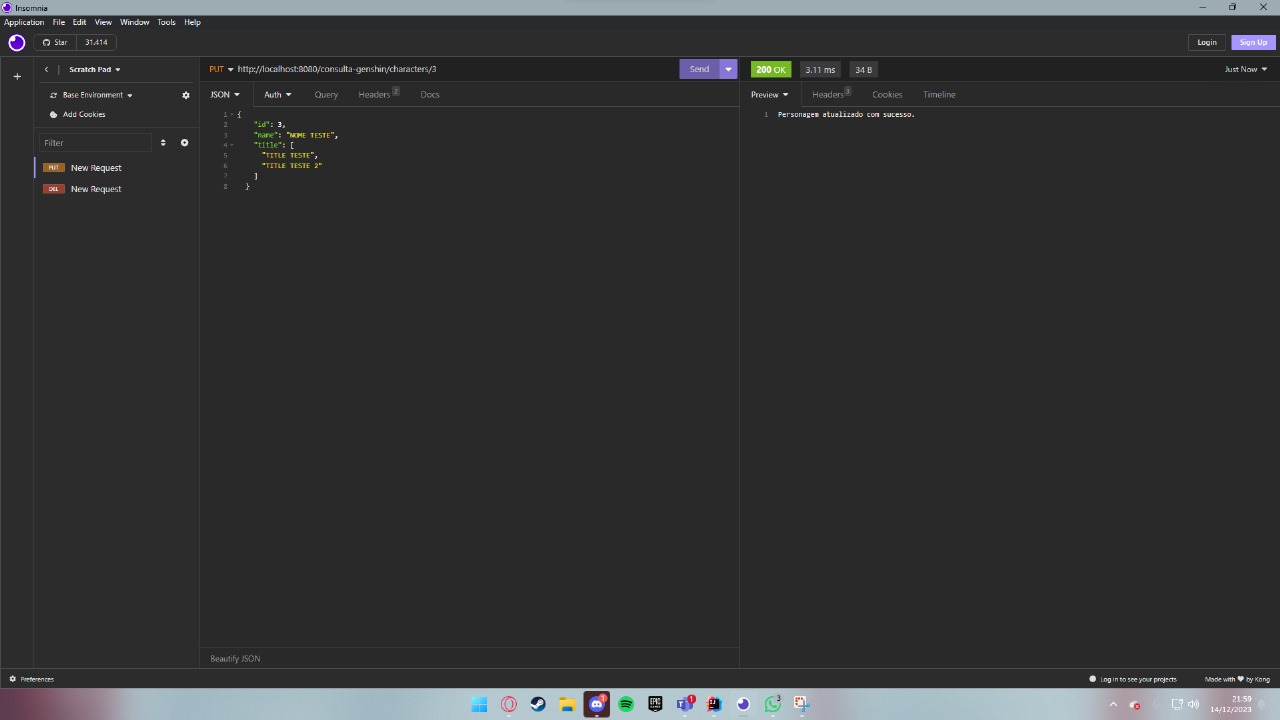 Insomnia
Application File Edit View Window Tools Help
Star 31,414 Login Sign Up
Scratch Pad PUT http://localhost:8080/consulta-genshin/characters/3 Send 200 OK 3.11 ms 34 B Just Now
Base Environment JSON Auth Query Headers 2 Docs Preview Headers 3 Cookies Timeline
Add Cookies
Filter
PUT New Request
DEL New Request
1 {
2 "id": 3,
3 "name": "NOME TESTE",
4 "title": [
5 "TITLE TESTE",
6 "TITLE TESTE 2"
7 ]
8 }
1 Personagem atualizado com sucesso.
Beautify JSON
Preferences Log in to see your projects Made with ❤ by Kong
EPIC
1
T 1
3
21:59
14/12/2023